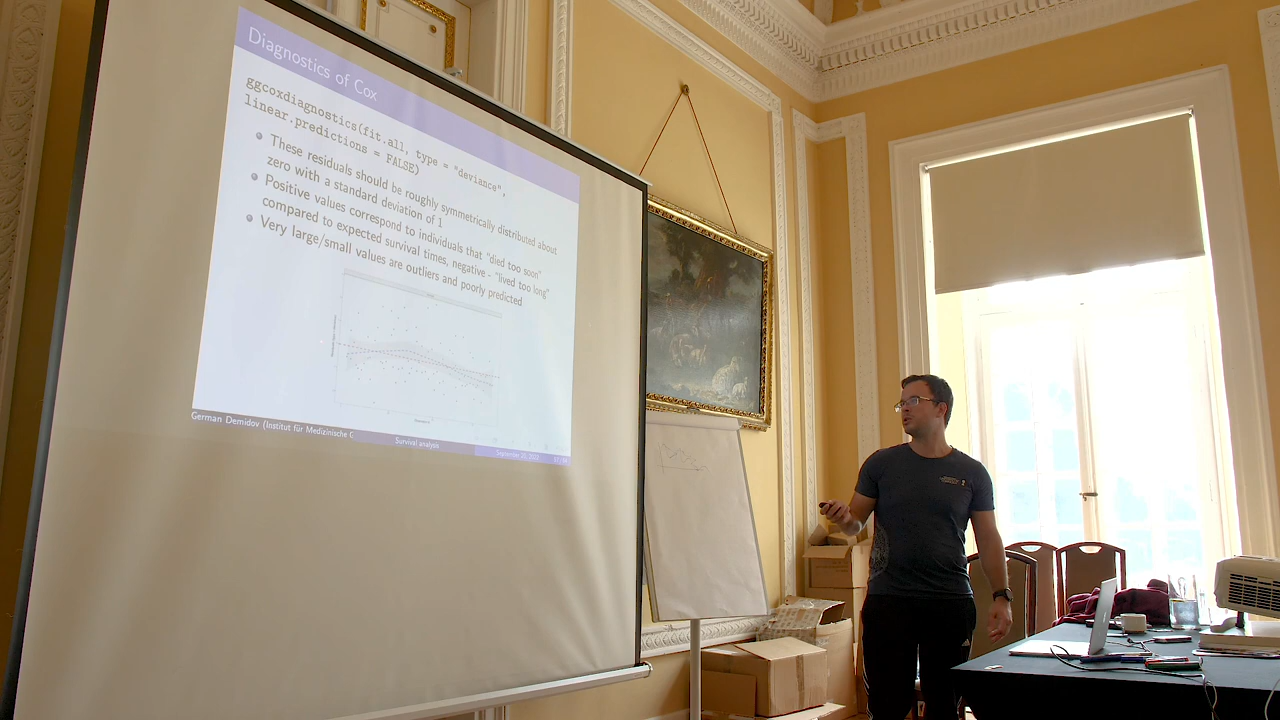 Diagnostics of Cox
ggcoxdiagnostics(fit.all, type = "deviance",
linear.predictions = FALSE)
These residuals should be roughly symmetrically distributed about
zero with a standard deviation of 1
Positive values correspond to individuals that "died too soon"
compared to expected survival times, negative - "lived too long"
Very large/small values are outliers and poorly predicted
German Demidov (Institut für Medizinische G
Survival analysis